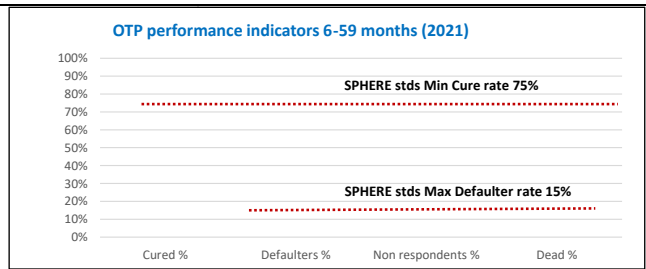 OTP performance indicators 6-59 months (2021)
100%
90%
80%
70%
60%
50%
40%
30%
20%
10%
0%
SPHERE stds Min Cure rate 75%
SPHERE stds Max Defaulter rate 15%
Cured %
Defaulters %
Non respondents %
Dead %